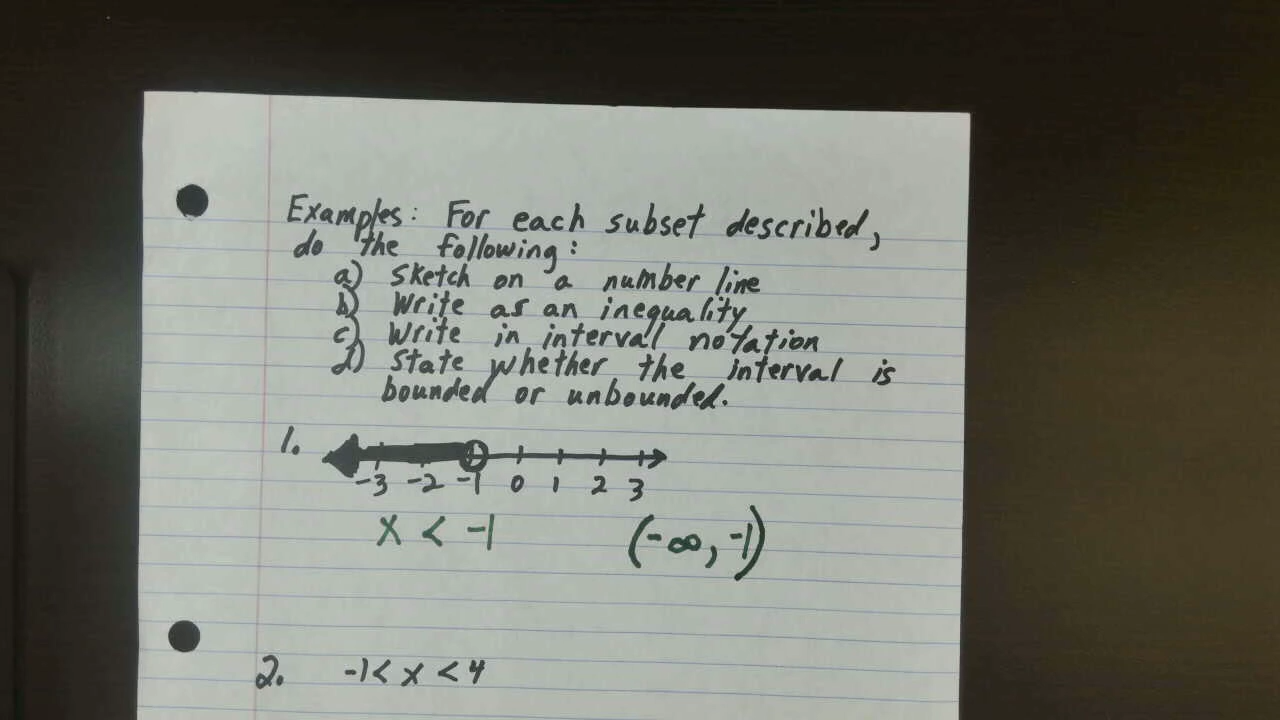 Examples: For each subset described,
do the following:
a) Sketch on a number line
b) Write as an inequality
c) Write in interval notation
d) State whether the interval is
bounded or unbounded.
1.
-3 -2 -1 0 1 2 3
x < -1 (-∞, -1)
2. -1 < x < 4